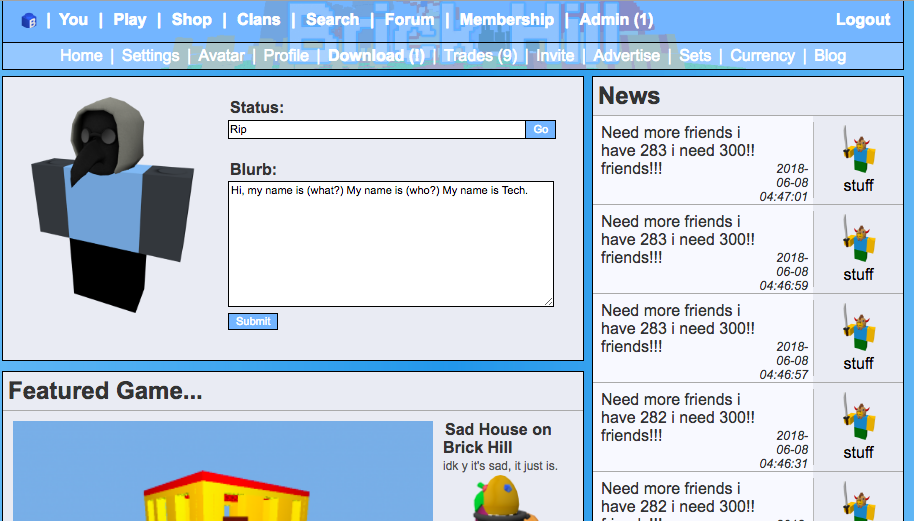 | You | Play | Shop | Clans | Search | Forum | Membership | Admin (1) Logout
Home | Settings | Avatar | Profile | Download (!) | Trades (9) | Invite | Advertise | Sets | Currency | Blog
Status:
Rip Go
Blurb:
Hi, my name is (what?) My name is (who?) My name is Tech.
Submit
Featured Game...
Sad House on
Brick Hill
idk y it's sad, it just is.
News
Need more friends i
have 283 i need 300!!
friends!!!
2018-
06-08
04:47:01
stuff
Need more friends i
have 283 i need 300!!
friends!!!
2018-
06-08
04:46:59
stuff
Need more friends i
have 283 i need 300!!
friends!!!
2018-
06-08
04:46:57
stuff
Need more friends i
have 282 i need 300!!
friends!!!
2018-
06-08
04:46:31
stuff
Need more friends i
have 282 i need 300!!